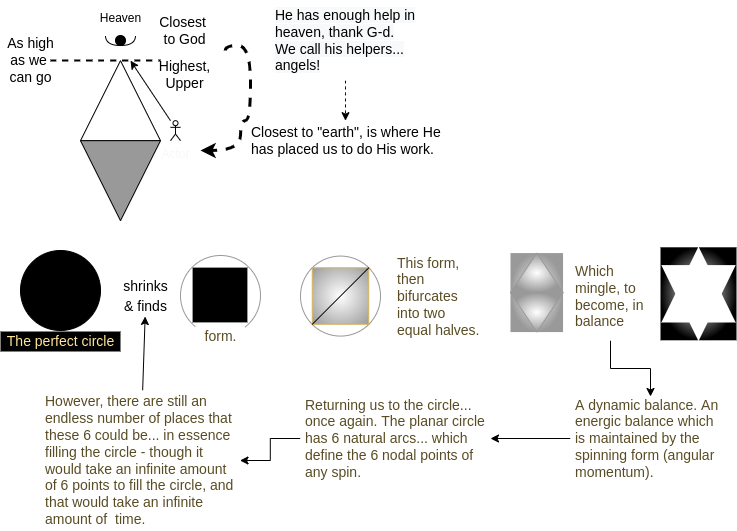 Heaven
Closest
to God
As high
as we
can go
Highest,
Upper
He has enough help in
heaven, thank G-d.
We call his helpers...
angels!
Closest to "earth", is where He
has placed us to do His work.
The perfect circle
shrinks
& finds
form.
This form,
then
bifurcates
into two
equal halves.
Which
mingle, to
become, in
balance
A dynamic balance. An
energic balance which
is maintained by the
spinning form (angular
momentum).
Returning us to the circle...
once again. The planar circle
has 6 natural arcs... which
define the 6 nodal points of
any spin.
However, there are still an
endless number of places that
these 6 could be... in essence
filling the circle - though it
would take an infinite amount
of 6 points to fill the circle, and
that would take an infinite
amount of  time.